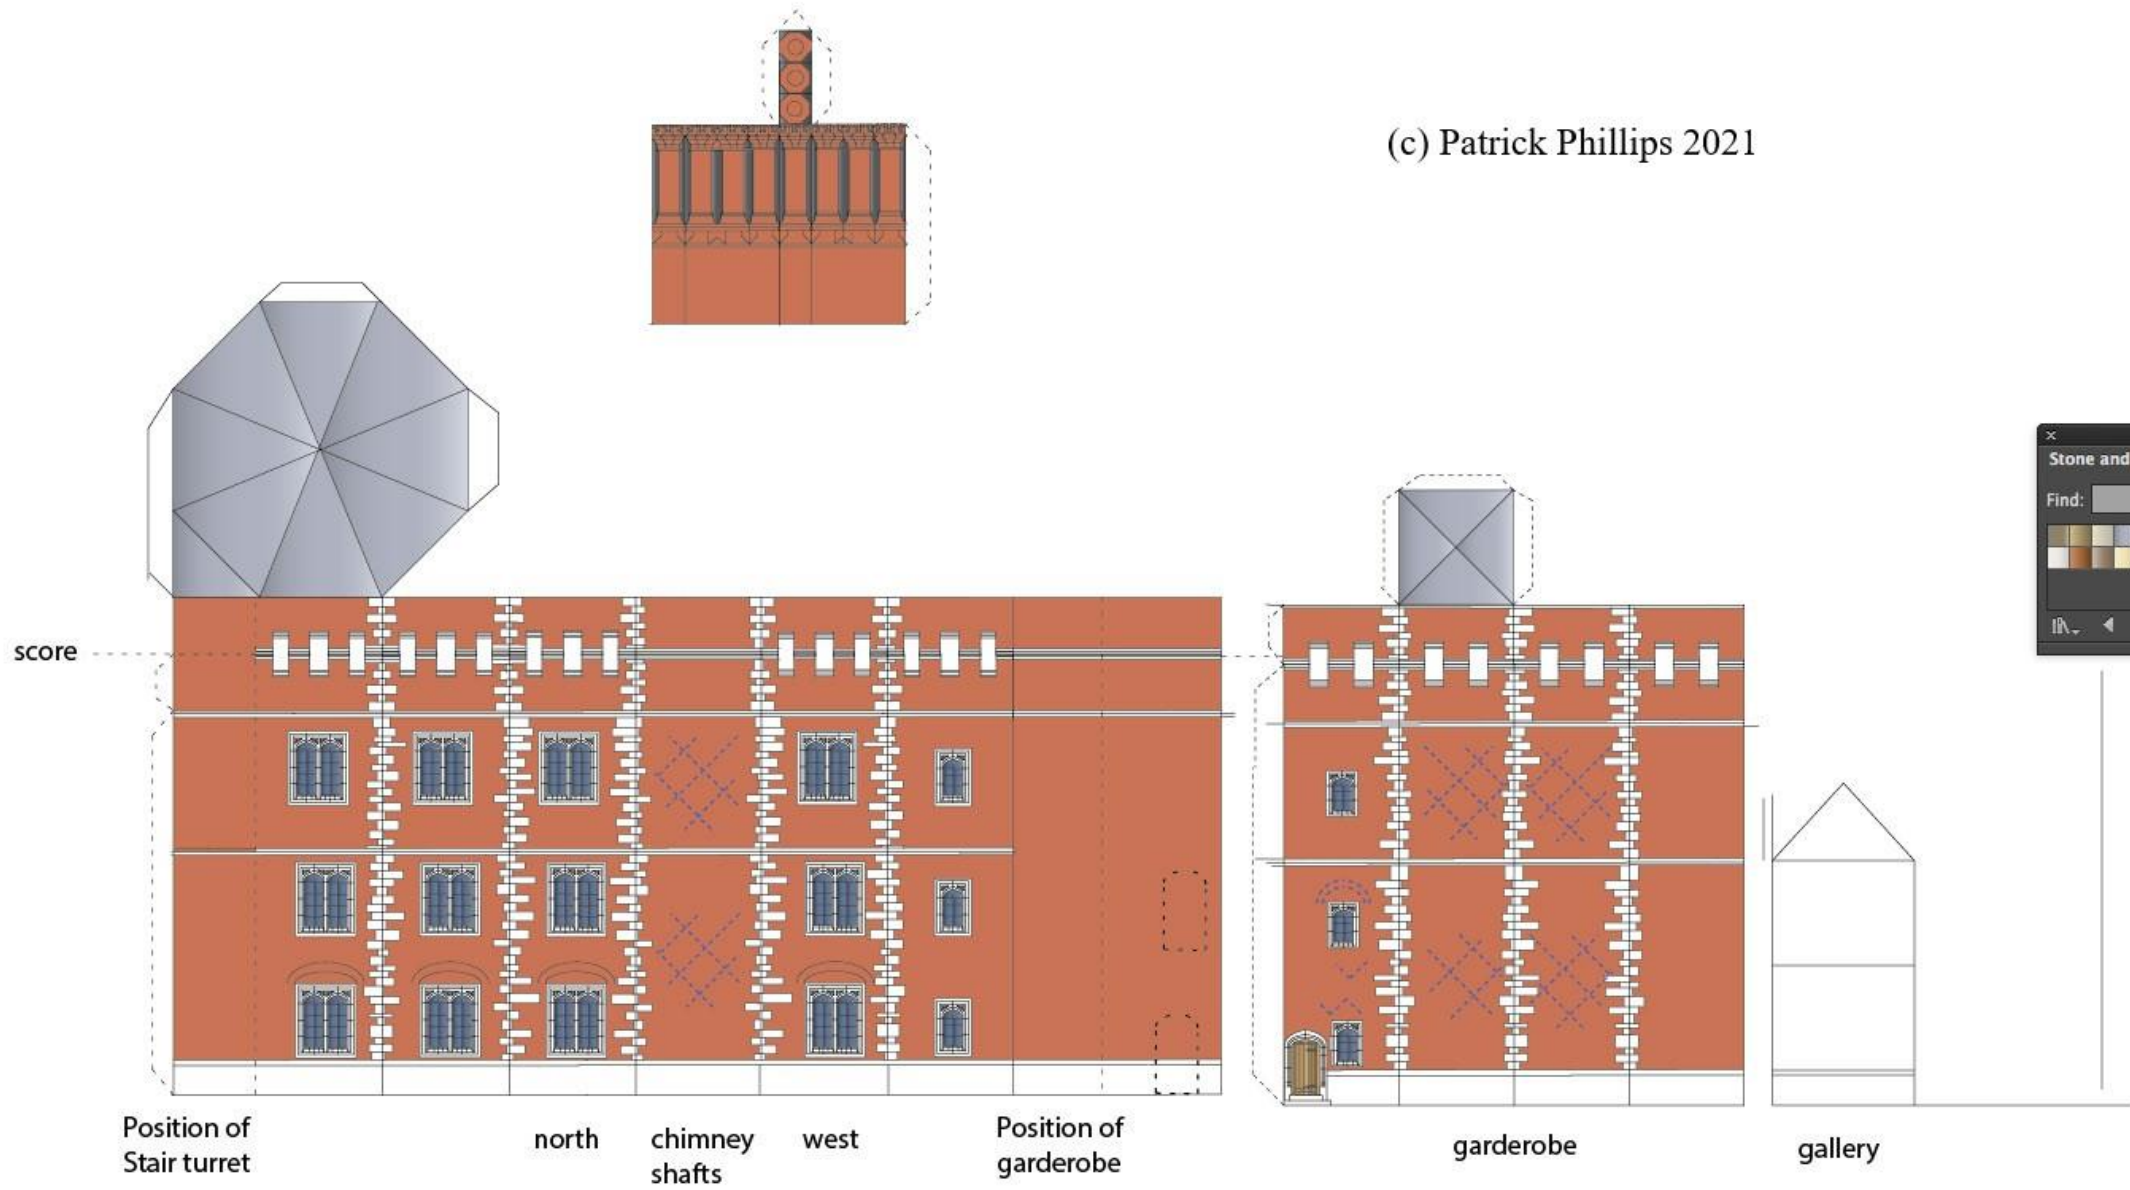 (c) Patrick Phillips 2021
Stone and
Find:
score
Position of
Stair turret
north
chimney
shafts
west
Position of
garderobe
garderobe
gallery